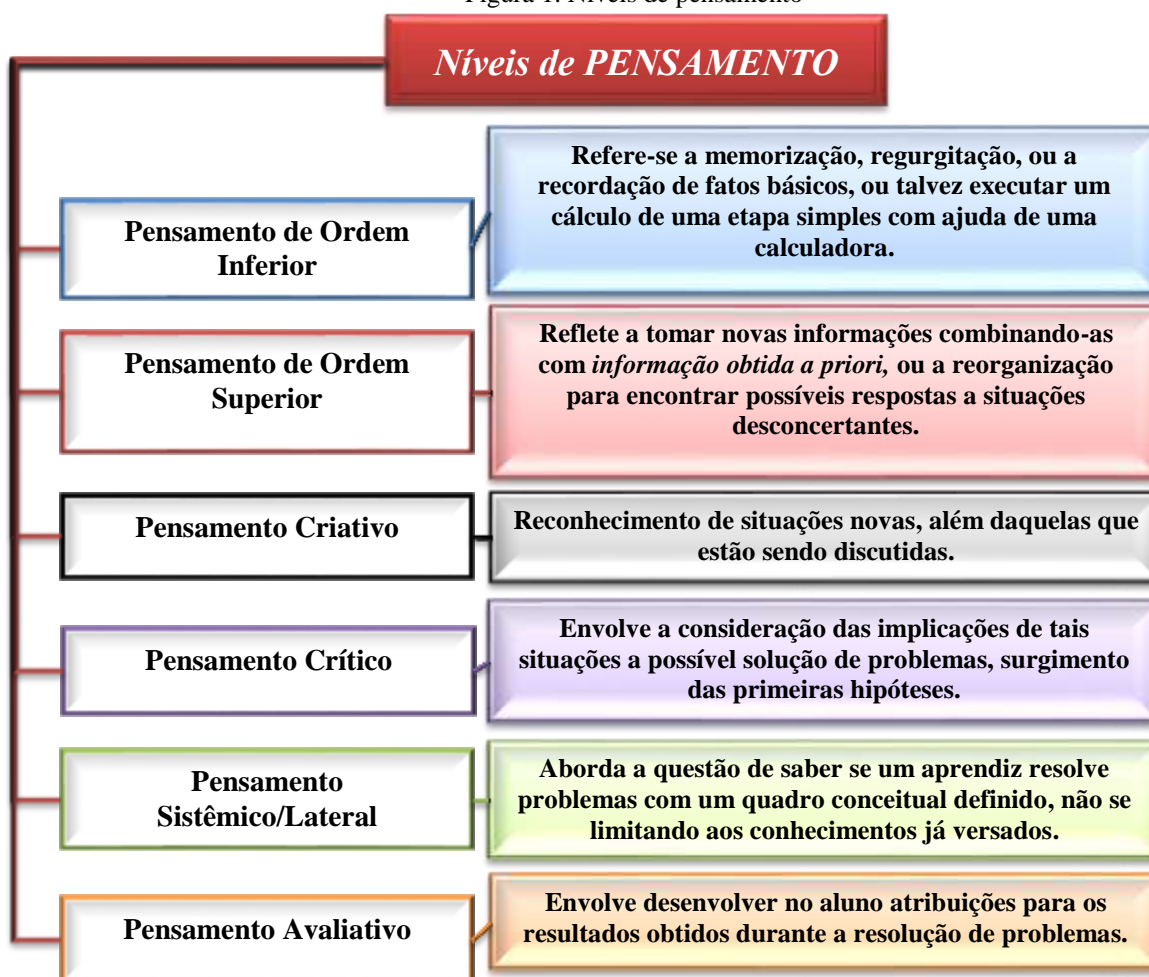 Figura 1: Níveis de pensamento
Níveis de PENSAMENTO
Pensamento de Ordem
Inferior
Refere-se a memorização, regurgitação, ou a
recordação de fatos básicos, ou talvez executar um
cálculo de uma etapa simples com ajuda de uma
calculadora.
Pensamento de Ordem
Superior
Reflete a tomar novas informações combinando-as
com informação obtida a priori, ou a reorganização
para encontrar possíveis respostas a situações
desconcertantes.
Pensamento Criativo
Reconhecimento de situações novas, além daquelas que
estão sendo discutidas.
Pensamento Crítico
Envolve a consideração das implicações de tais
situações a possível solução de problemas, surgimento
das primeiras hipóteses.
Pensamento
Sistêmico/Lateral
Aborda a questão de saber se um aprendiz resolve
problemas com um quadro conceitual definido, não se
limitando aos conhecimentos já versados.
Pensamento Avaliativo
Envolve desenvolver no aluno atribuições para os
resultados obtidos durante a resolução de problemas.